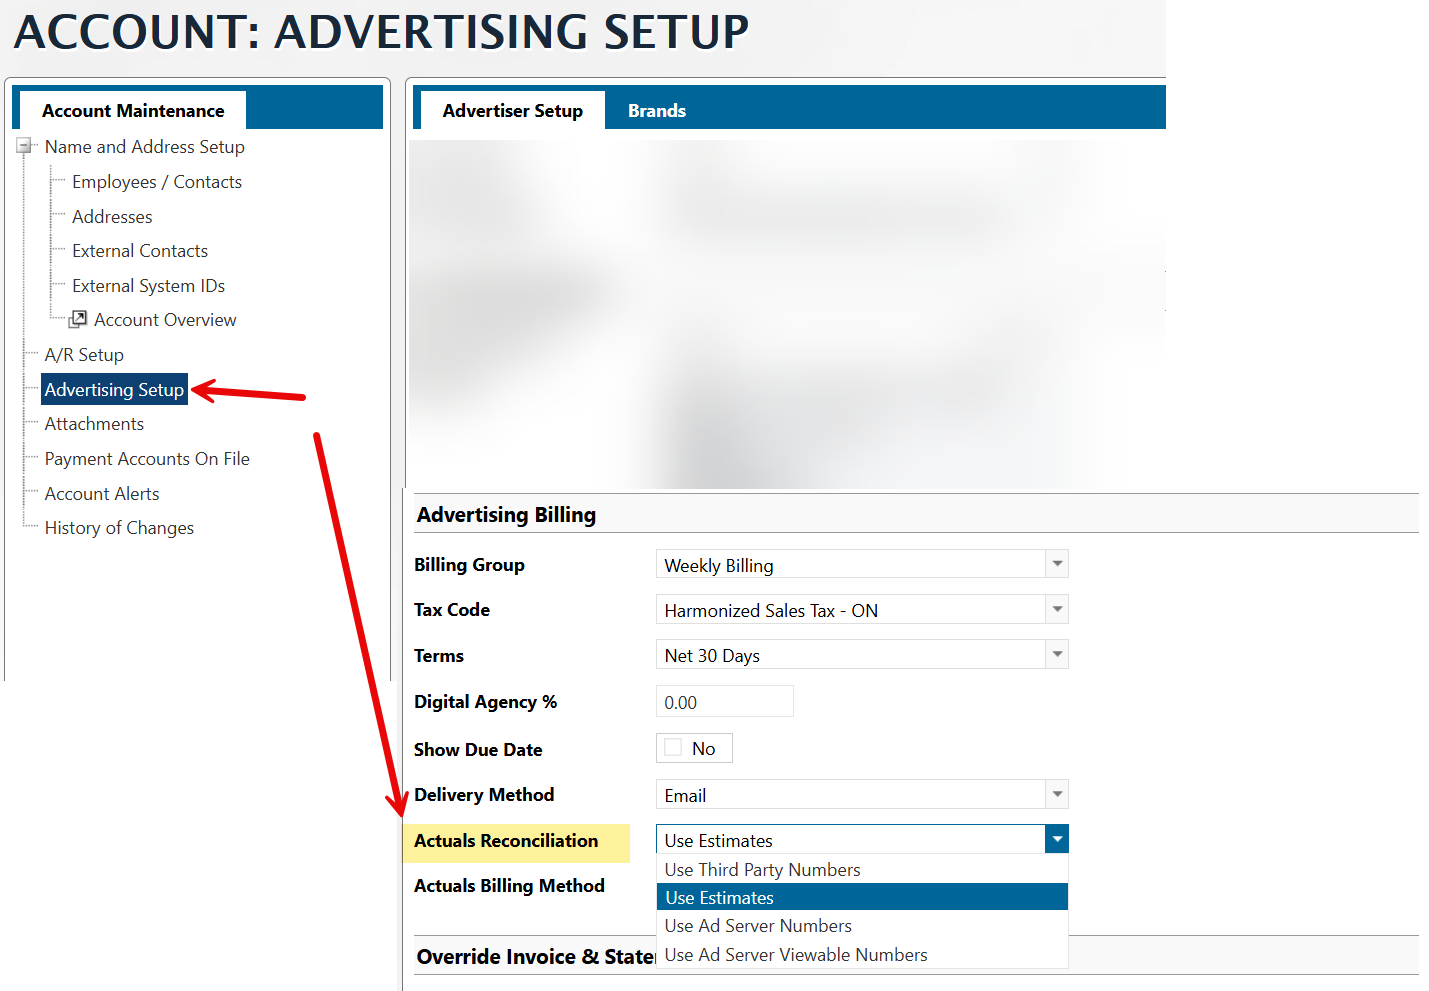 ACCOUNT: ADVERTISING SETUP
Account Maintenance
Name and Address Setup
Employees / Contacts
Addresses
External Contacts
External System IDs
Account Overview
A/R Setup
Advertising Setup
Attachments
Payment Accounts On File
Account Alerts
History of Changes
Advertiser Setup Brands
Advertising Billing
Billing Group Weekly Billing
Tax Code Harmonized Sales Tax - ON
Terms Net 30 Days
Digital Agency % 0.00
Show Due Date No
Delivery Method Email
Actuals Reconciliation Use Estimates
Use Third Party Numbers
Actuals Billing Method Use Estimates
Use Ad Server Numbers
Override Invoice & Use Ad Server Viewable Numbers